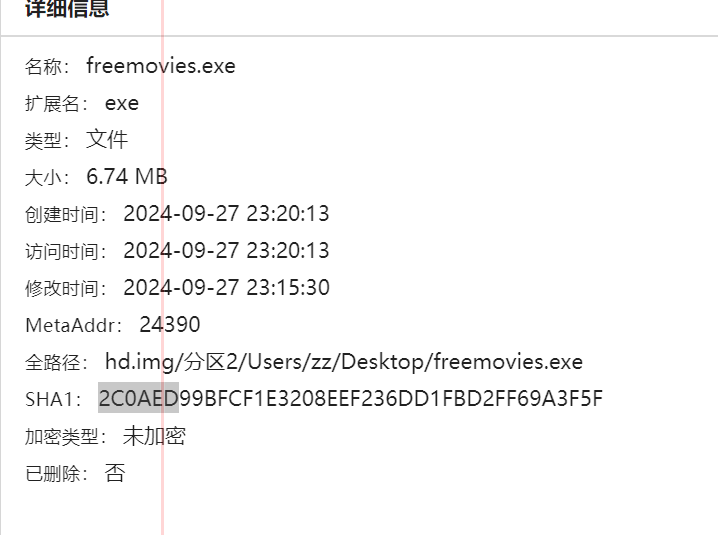 详细信息
名称： freemovies.exe
扩展名： exe
类型： 文件
大小： 6.74 MB
创建时间： 2024-09-27 23:20:13
访问时间： 2024-09-27 23:20:13
修改时间： 2024-09-27 23:15:30
MetaAddr： 24390
全路径： hd.img/分区2/Users/zz/Desktop/freemovies.exe
SHA1： 2C0AED99BFCF1E3208EEF236DD1FBD2FF69A3F5F
加密类型： 未加密
已删除： 否